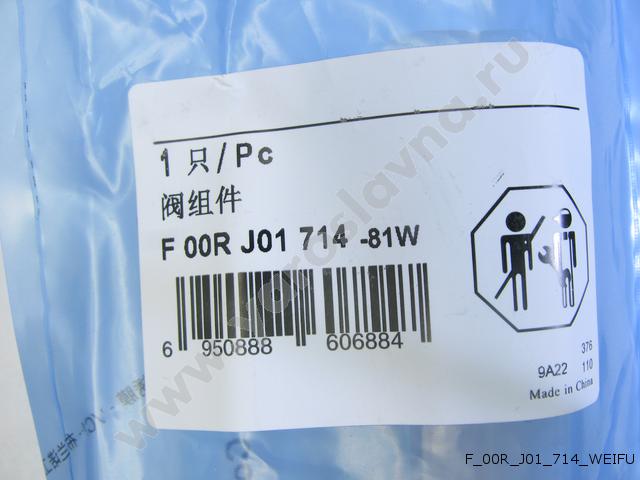 1 只/Pc
阀组件
F 00R J01 714 -81W
6 950888 606884
376
9A22 110
Made in China
www.yaroslavna.ru
F_00R_J01_714_WEIFU